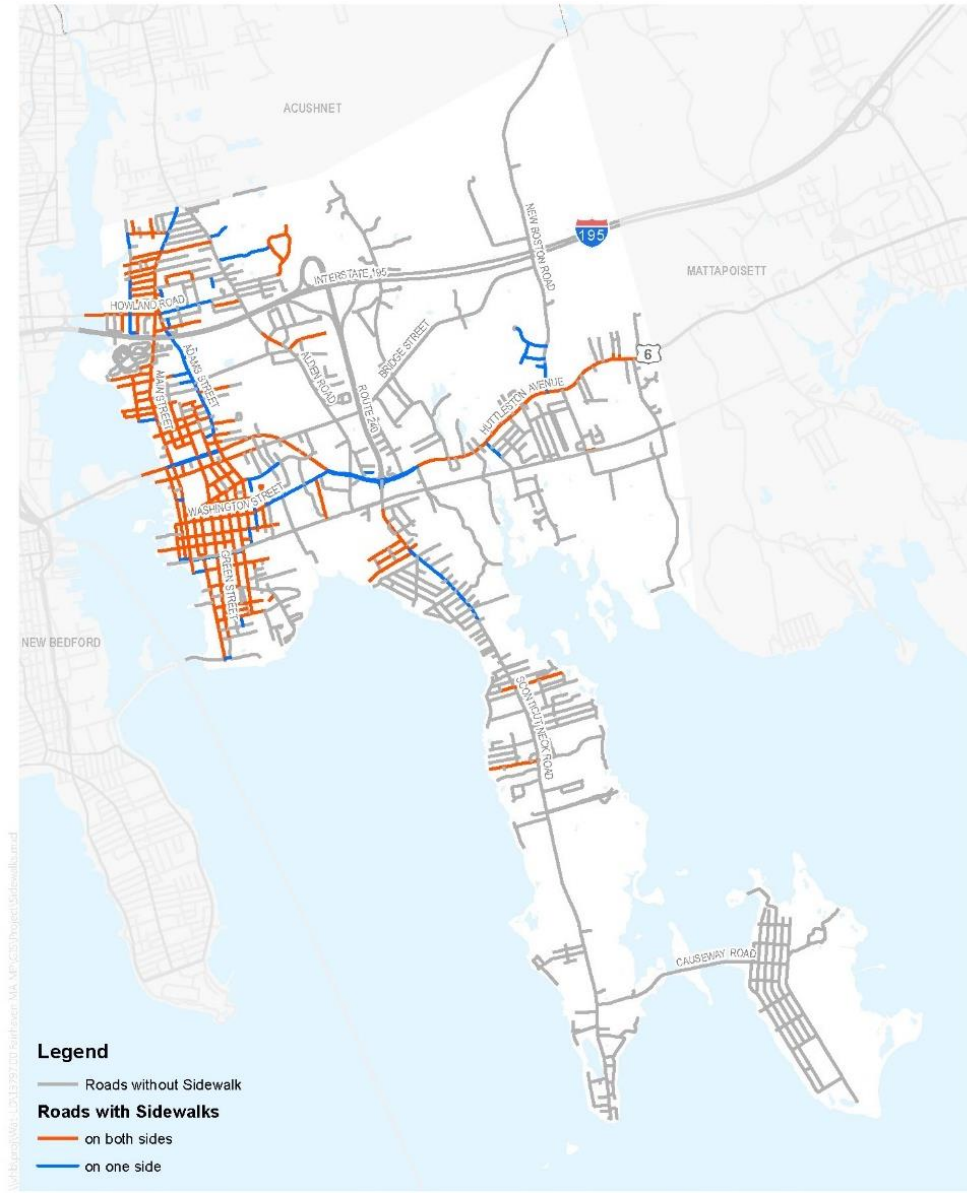 ACUSHNET
NEW BOSTON ROAD
195
INTERSTATE 195
MATTAPOISETT
HOWLAND ROAD
ADAMS STREET
MAIN STREET
ALDEN ROAD
ROUTE 240
BRIDGE STREET
6
HUTTLESTON AVENUE
WASHINGTON STREET
GREEN STREET
NEW BEDFORD
SCONTICUT NECK ROAD
CAUSEWAY ROAD
Legend
Roads without Sidewalk
Roads with Sidewalks
on both sides
on one side